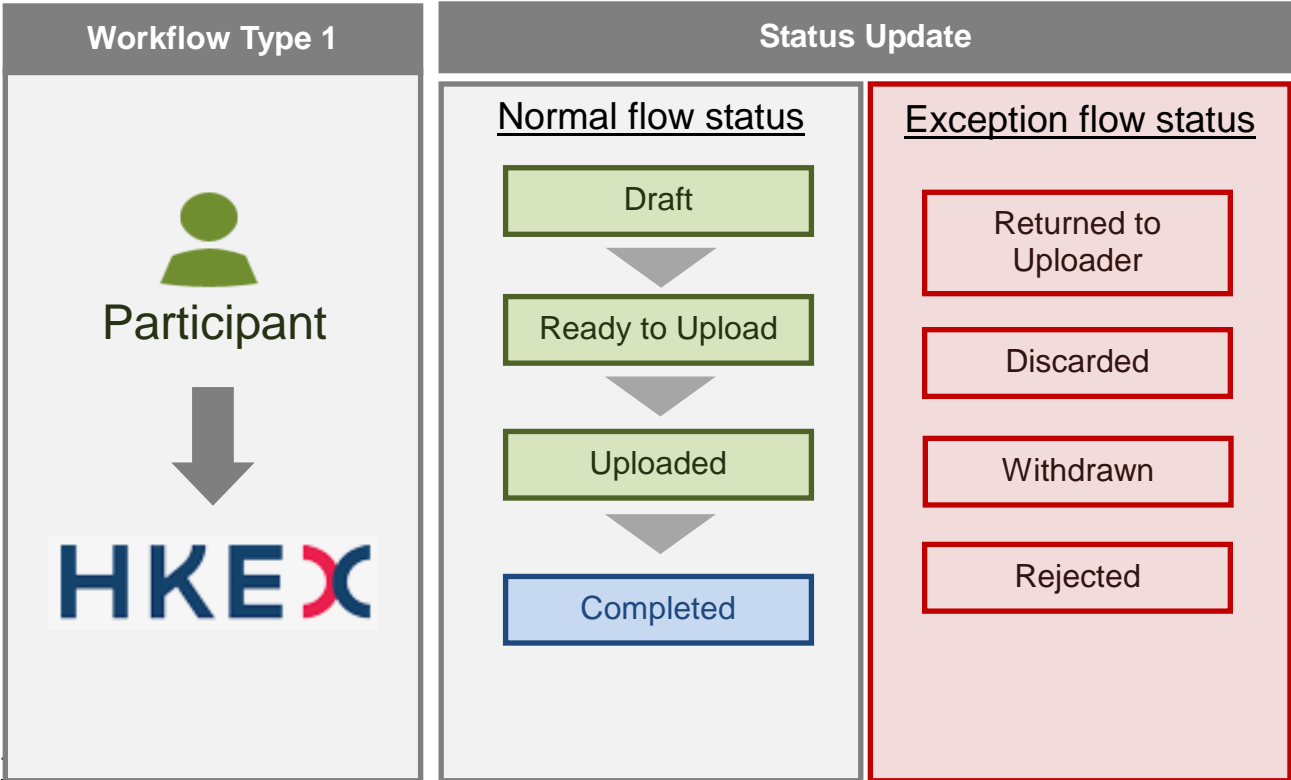 Workflow Type 1
Status Update
Participant
HKEX
Normal flow status
Draft
Ready to Upload
Uploaded
Completed
Exception flow status
Returned to
Uploader
Discarded
Withdrawn
Rejected